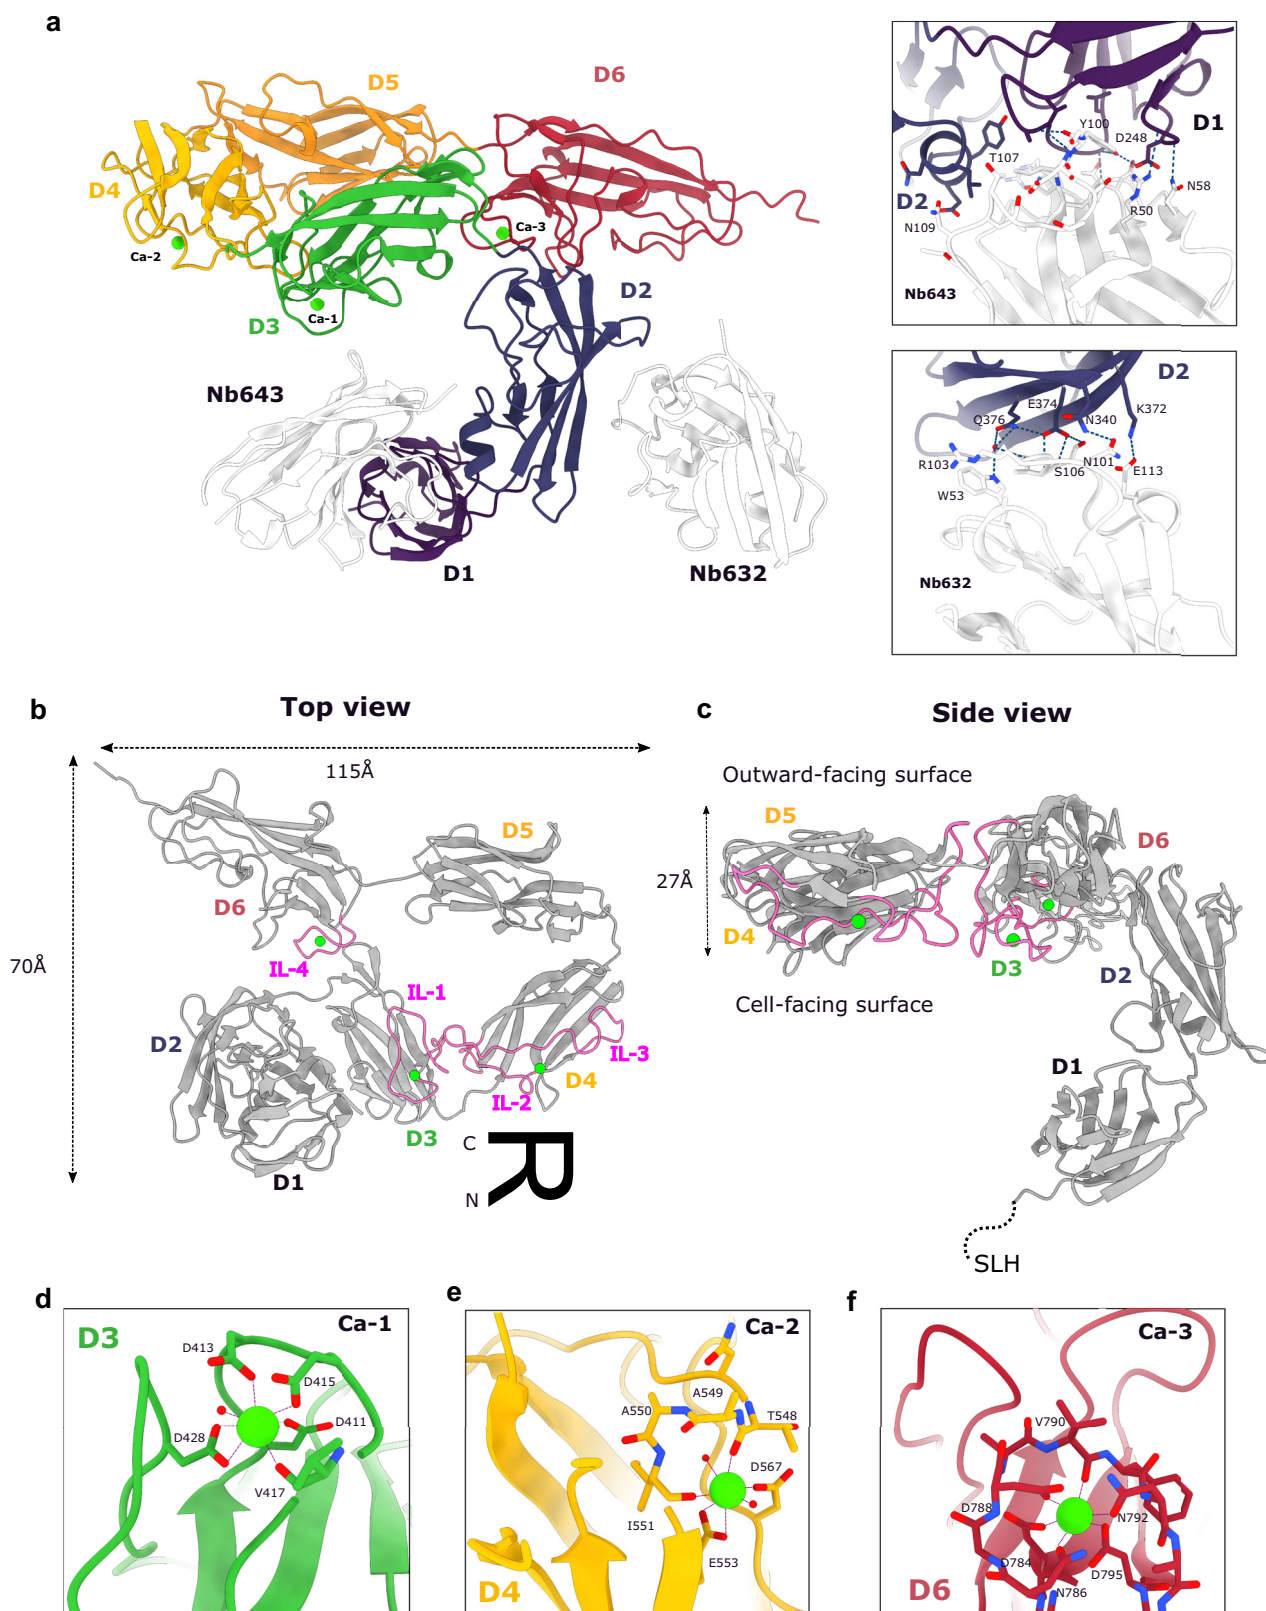 a
D5
D6
D4
Ca-2
Ca-3
D3
Ca-1
D2
Nb643
D1
Nb632
Y100
D248
D1
T107
N58
D2
R50
N109
Nb643
D2
E374
Q376
N340
K372
R103
N101
S106
E113
W53
Nb632
b
Top view
115Å
70Å
D5
D6
IL-4
IL-1
D2
IL-3
D4
IL-2
D3
C
D1
R
N
c
Side view
Outward-facing surface
D5
D6
27Å
D4
D3
D2
Cell-facing surface
D1
SLH
d
D3
Ca-1
D413
D415
D411
D428
V417
e
Ca-2
A549
A550
T548
D567
I551
E553
D4
f
Ca-3
V790
D788
N792
D784
D795
N786
D6